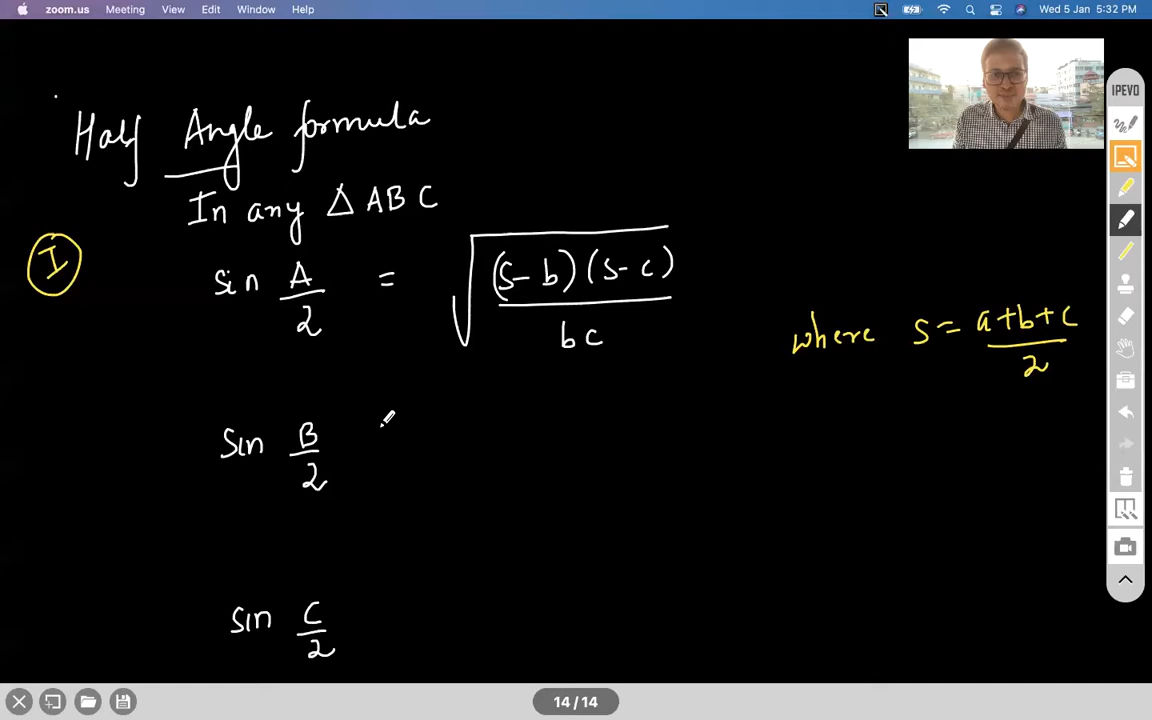 zoom.us Meeting View Edit Window Help Wed 5 Jan 5:32 PM
IPEVO
Half Angle formula
In any △ ABC
I
sin A/2 = √((s-b)(s-c)/bc)
where s = a+b+c/2
Sin B/2
sin C/2
14/14